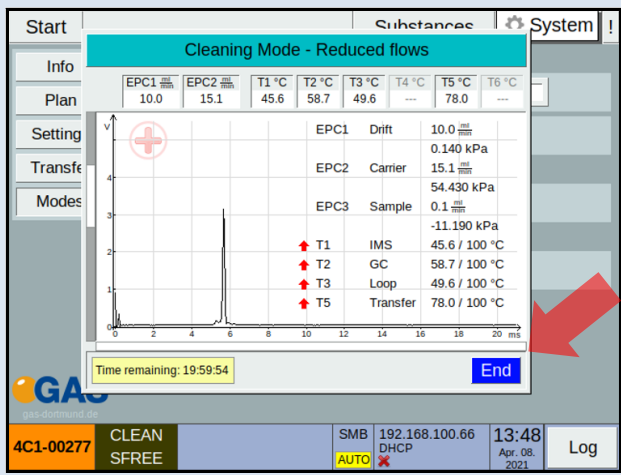 Start
Substances
System
!
Cleaning Mode - Reduced flows
Info
Plan
Setting
Transfe
Modes
EPC1 ml/min EPC2 ml/min T1 °C T2 °C T3 °C T4 °C T5 °C T6 °C
10.0 15.1 45.6 58.7 49.6 --- 78.0 ---
V
4
3
2
1
0
0 2 4 6 8 10 12 14 16 18 20 ms
EPC1 Drift 10.0 ml/min
0.140 kPa
EPC2 Carrier 15.1 ml/min
54.430 kPa
EPC3 Sample 0.1 ml/min
-11.190 kPa
T1 IMS 45.6 / 100 °C
T2 GC 58.7 / 100 °C
T3 Loop 49.6 / 100 °C
T5 Transfer 78.0 / 100 °C
Time remaining: 19:59:54
End
GAS
gas-dortmund.de
4C1-00277
CLEAN
SFREE
SMB
AUTO
192.168.100.66
DHCP
13:48
Apr. 08.
2021
Log